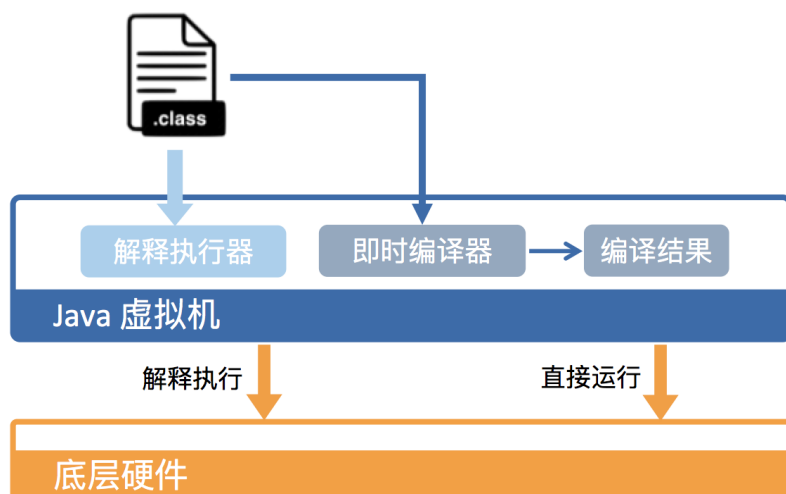 .class
解释执行器
即时编译器
编译结果
Java 虚拟机
解释执行
直接运行
底层硬件